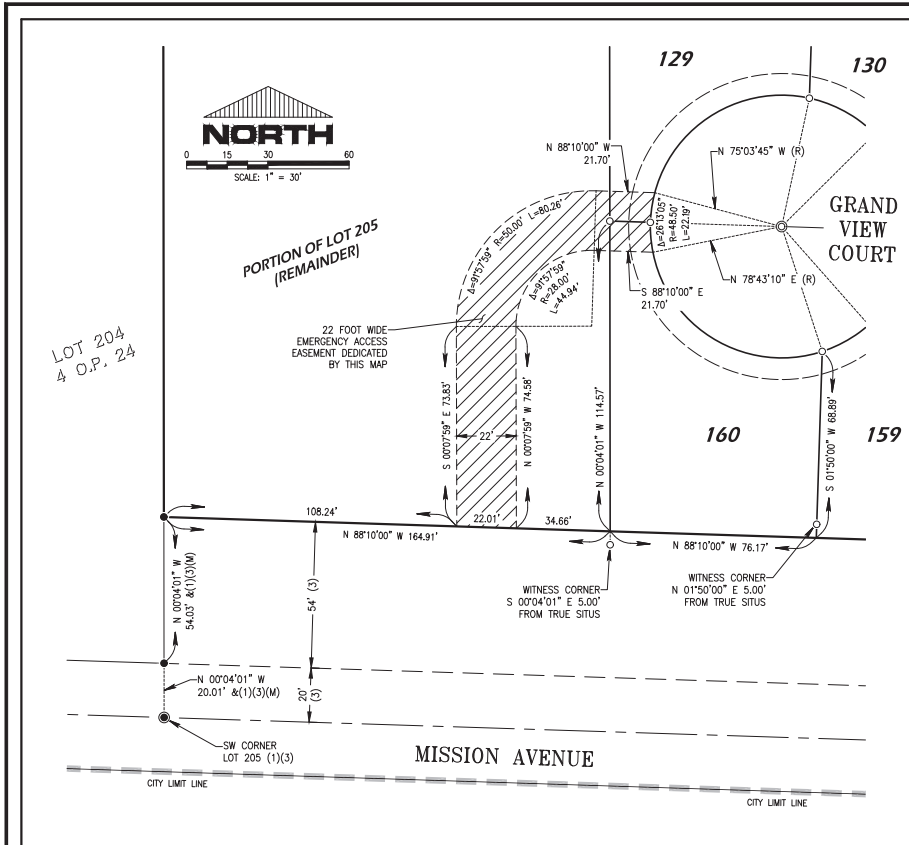 129
130
NORTH
0 15 30 60
SCALE: 1" = 30'
N 88°10'00" W
21.70'
N 75°03'45" W (R)
GRAND
VIEW
COURT
PORTION OF LOT 205
(REMAINDER)
Δ=91°57'59" R=50.00' L=80.26'
Δ=91°57'59"
R=28.00'
L=44.94'
Δ=26°13'05"
R=48.50'
L=22.19'
N 78°43'10" E (R)
S 88°10'00" E
21.70'
22 FOOT WIDE
EMERGENCY ACCESS
EASEMENT DEDICATED
BY THIS MAP
LOT 204
4 O.P. 24
S 00°07'59" E 73.83'
22'
N 00°07'59" W 74.58'
N 00°04'01" W 114.57'
160
S 01°50'00" W 68.89'
159
108.24'
22.01'
34.66'
N 88°10'00" W 164.91'
N 88°10'00" W 76.17'
N 00°04'01" W
54.03' &(1)(3)(M)
54' (3)
WITNESS CORNER
S 00°04'01" E 5.00'
FROM TRUE SITUS
WITNESS CORNER
N 01°50'00" E 5.00'
FROM TRUE SITUS
N 00°04'01" W
20.01' &(1)(3)(M)
20'
(3)
SW CORNER
LOT 205 (1)(3)
MISSION AVENUE
CITY LIMIT LINE
CITY LIMIT LINE